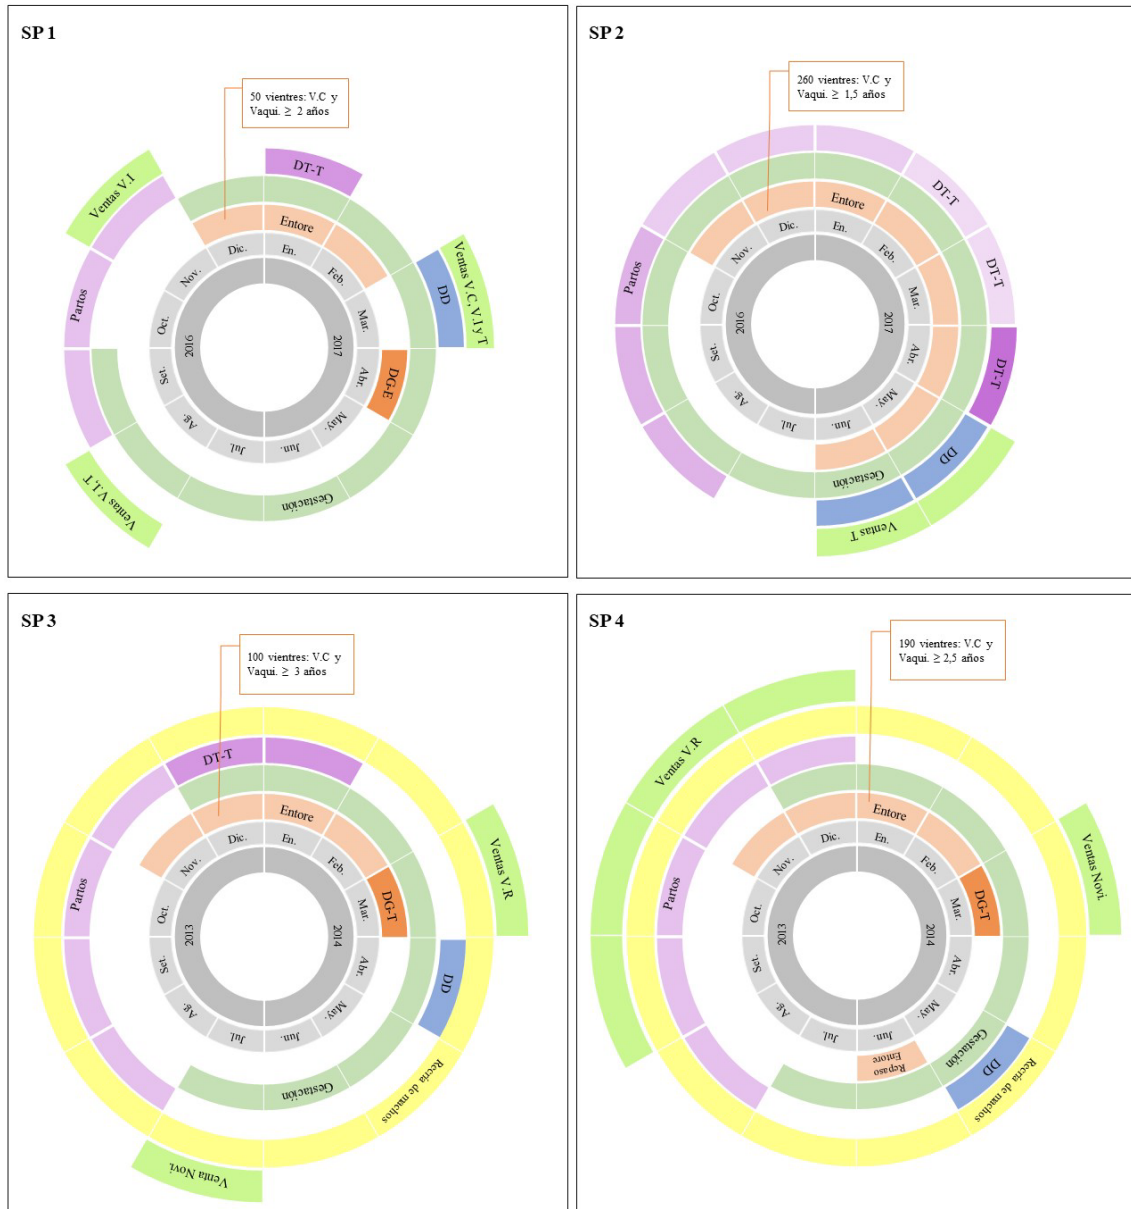 SP 1
50 vientres: V.C y
Vaqui. ≥ 2 años
DT-T
Ventas V.I
Entore
Dic.
En.
Nov.
Feb.
Partos
DD
Ventas V.C, V.I y T
Oct.
Mar.
2016
2017
Set.
Abr.
DG-E
Ag.
May.
Jul.
Jun.
Ventas V.I, T
Gestación
SP 2
260 vientres: V.C y
Vaqui. ≥ 1,5 años
DT-T
Entore
Dic.
En.
Nov.
Feb.
DT-T
Partos
Oct.
Mar.
2016
2017
Set.
Abr.
DT-T
Ag.
May.
Jul.
Jun.
DD
Gestación
Ventas T
SP 3
100 vientres: V.C y
Vaqui. ≥ 3 años
DT-T
Entore
Dic.
En.
Nov.
Feb.
Ventas V.R
Partos
Oct.
Mar.
DG-T
2013
2014
Set.
Abr.
DD
Ag.
May.
Jul.
Jun.
Gestación
Recría de machos
Venta Novi.
SP 4
190 vientres: V.C y
Vaqui. ≥ 2,5 años
Ventas V.R
Entore
Dic.
En.
Nov.
Feb.
Ventas Novi.
Partos
Oct.
Mar.
DG-T
2013
2014
Set.
Abr.
Ag.
May.
Jul.
Jun.
Gestación
Repaso
Entore
DD
Recría de machos